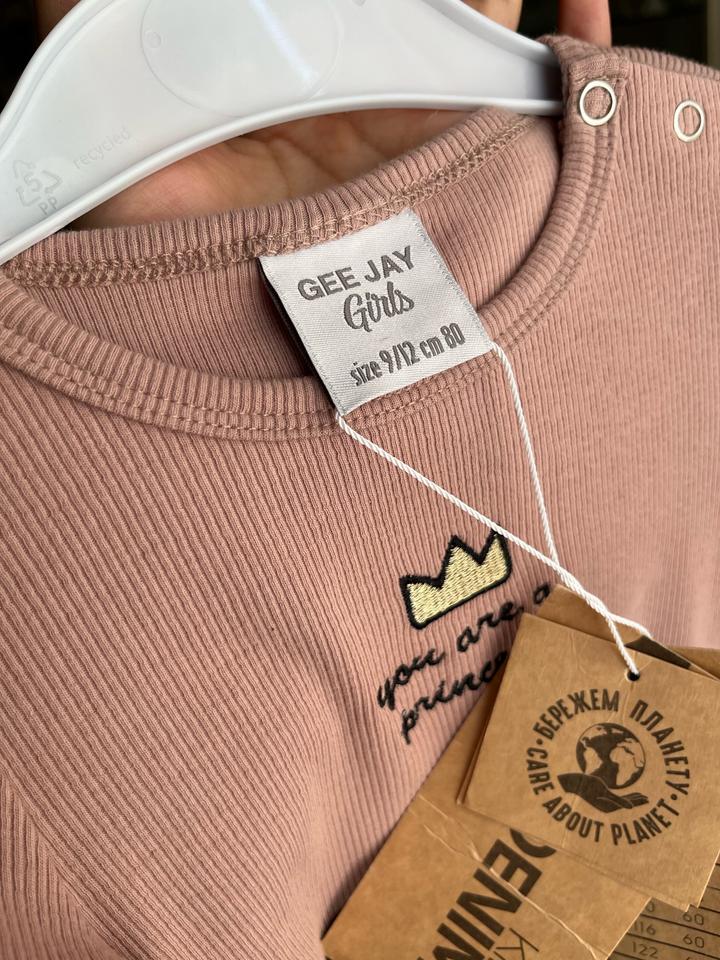 recycled
5
PP
GEE JAY
Girls
size 9/12 cm 80
you are a
БЕРЕЖЕМ ПЛАНЕТУ
CARE ABOUT PLANET
60
116 60
122